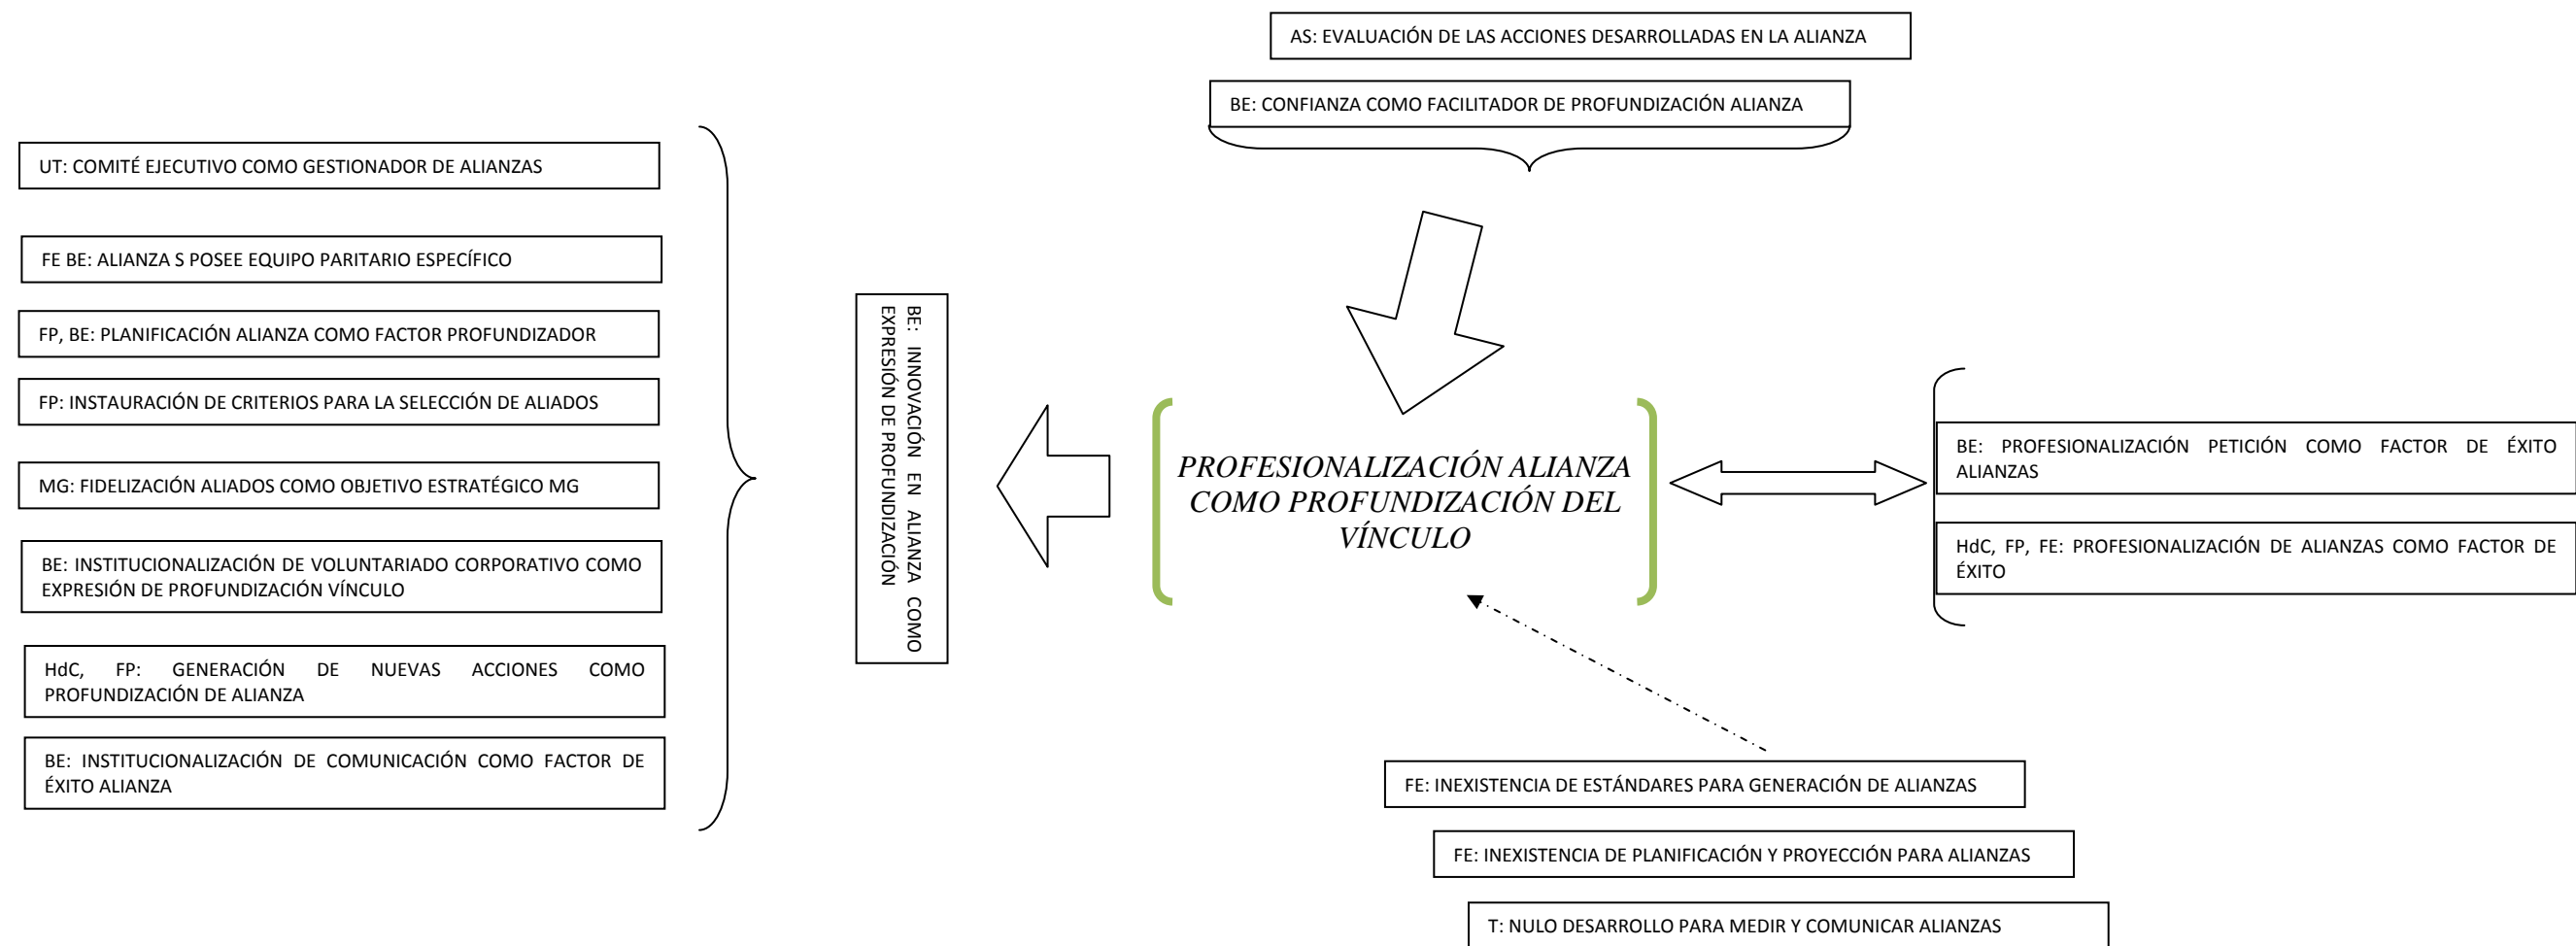 AS: EVALUACIÓN DE LAS ACCIONES DESARROLLADAS EN LA ALIANZA
BE: CONFIANZA COMO FACILITADOR DE PROFUNDIZACIÓN ALIANZA
UT: COMITÉ EJECUTIVO COMO GESTIONADOR DE ALIANZAS
FE BE: ALIANZA S POSEE EQUIPO PARITARIO ESPECÍFICO
FP, BE: PLANIFICACIÓN ALIANZA COMO FACTOR PROFUNDIZADOR
FP: INSTAURACIÓN DE CRITERIOS PARA LA SELECCIÓN DE ALIADOS
MG: FIDELIZACIÓN ALIADOS COMO OBJETIVO ESTRATÉGICO MG
BE: INSTITUCIONALIZACIÓN DE VOLUNTARIADO CORPORATIVO COMO
EXPRESIÓN DE PROFUNDIZACIÓN VÍNCULO
HdC, FP: GENERACIÓN DE NUEVAS ACCIONES COMO
PROFUNDIZACIÓN DE ALIANZA
BE: INSTITUCIONALIZACIÓN DE COMUNICACIÓN COMO FACTOR DE
ÉXITO ALIANZA
BE: INNOVACIÓN EN ALIANZA COMO
EXPRESIÓN DE PROFUNDIZACIÓN
PROFESIONALIZACIÓN ALIANZA
COMO PROFUNDIZACIÓN DEL
VÍNCULO
BE: PROFESIONALIZACIÓN PETICIÓN COMO FACTOR DE ÉXITO
ALIANZAS
HdC, FP, FE: PROFESIONALIZACIÓN DE ALIANZAS COMO FACTOR DE
ÉXITO
FE: INEXISTENCIA DE ESTÁNDARES PARA GENERACIÓN DE ALIANZAS
FE: INEXISTENCIA DE PLANIFICACIÓN Y PROYECCIÓN PARA ALIANZAS
T: NULO DESARROLLO PARA MEDIR Y COMUNICAR ALIANZAS